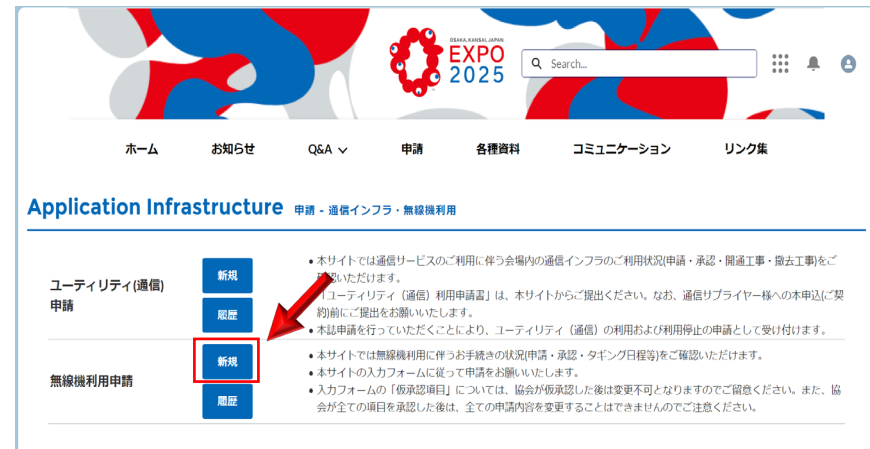 OSAKA, KANSAI, JAPAN
EXPO
2025
Search...
ホーム お知らせ Q&A 申請 各種資料 コミュニケーション リンク集
Application Infrastructure 申請 - 通信インフラ・無線機利用
ユーティリティ(通信)
申請
新規
履歴
• 本サイトでは通信サービスのご利用に伴う会場内の通信インフラのご利用状況(申請・承認・開通工事・撤去工事)をご
認いただけます。
「ユーティリティ（通信）利用申請書」は、本サイトからご提出ください。なお、通信サプライヤー様への本申込(ご契
約)前にご提出をお願いいたします。
• 本誌申請を行っていただくことにより、ユーティリティ（通信）の利用および利用停止の申請として受け付けます。
無線機利用申請
新規
履歴
• 本サイトでは無線機利用に伴うお手続きの状況(申請・承認・タギング日程等)をご確認いただけます。
• 本サイトの入力フォームに従って申請をお願いいたします。
• 入力フォームの「仮承認項目」については、協会が仮承認した後は変更不可となりますのでご留意ください。また、協
会が全ての項目を承認した後は、全ての申請内容を変更することはできませんのでご注意ください。